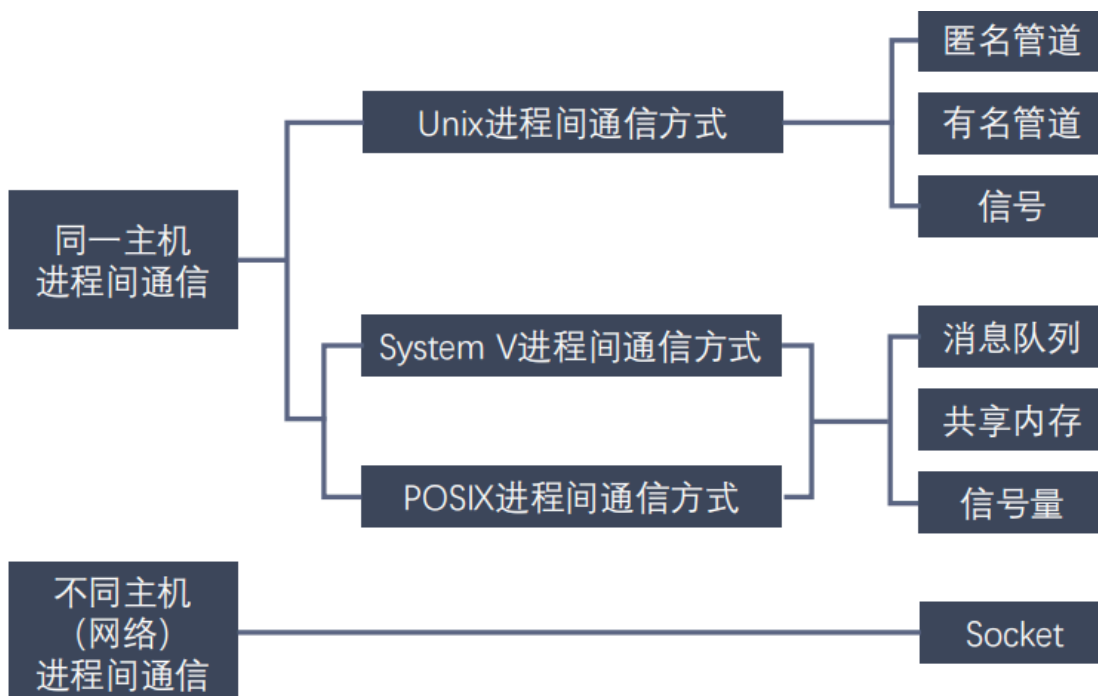 同一主机
进程间通信
Unix进程间通信方式
匿名管道
有名管道
信号
System V进程间通信方式
POSIX进程间通信方式
消息队列
共享内存
信号量
不同主机
（网络）
进程间通信
Socket